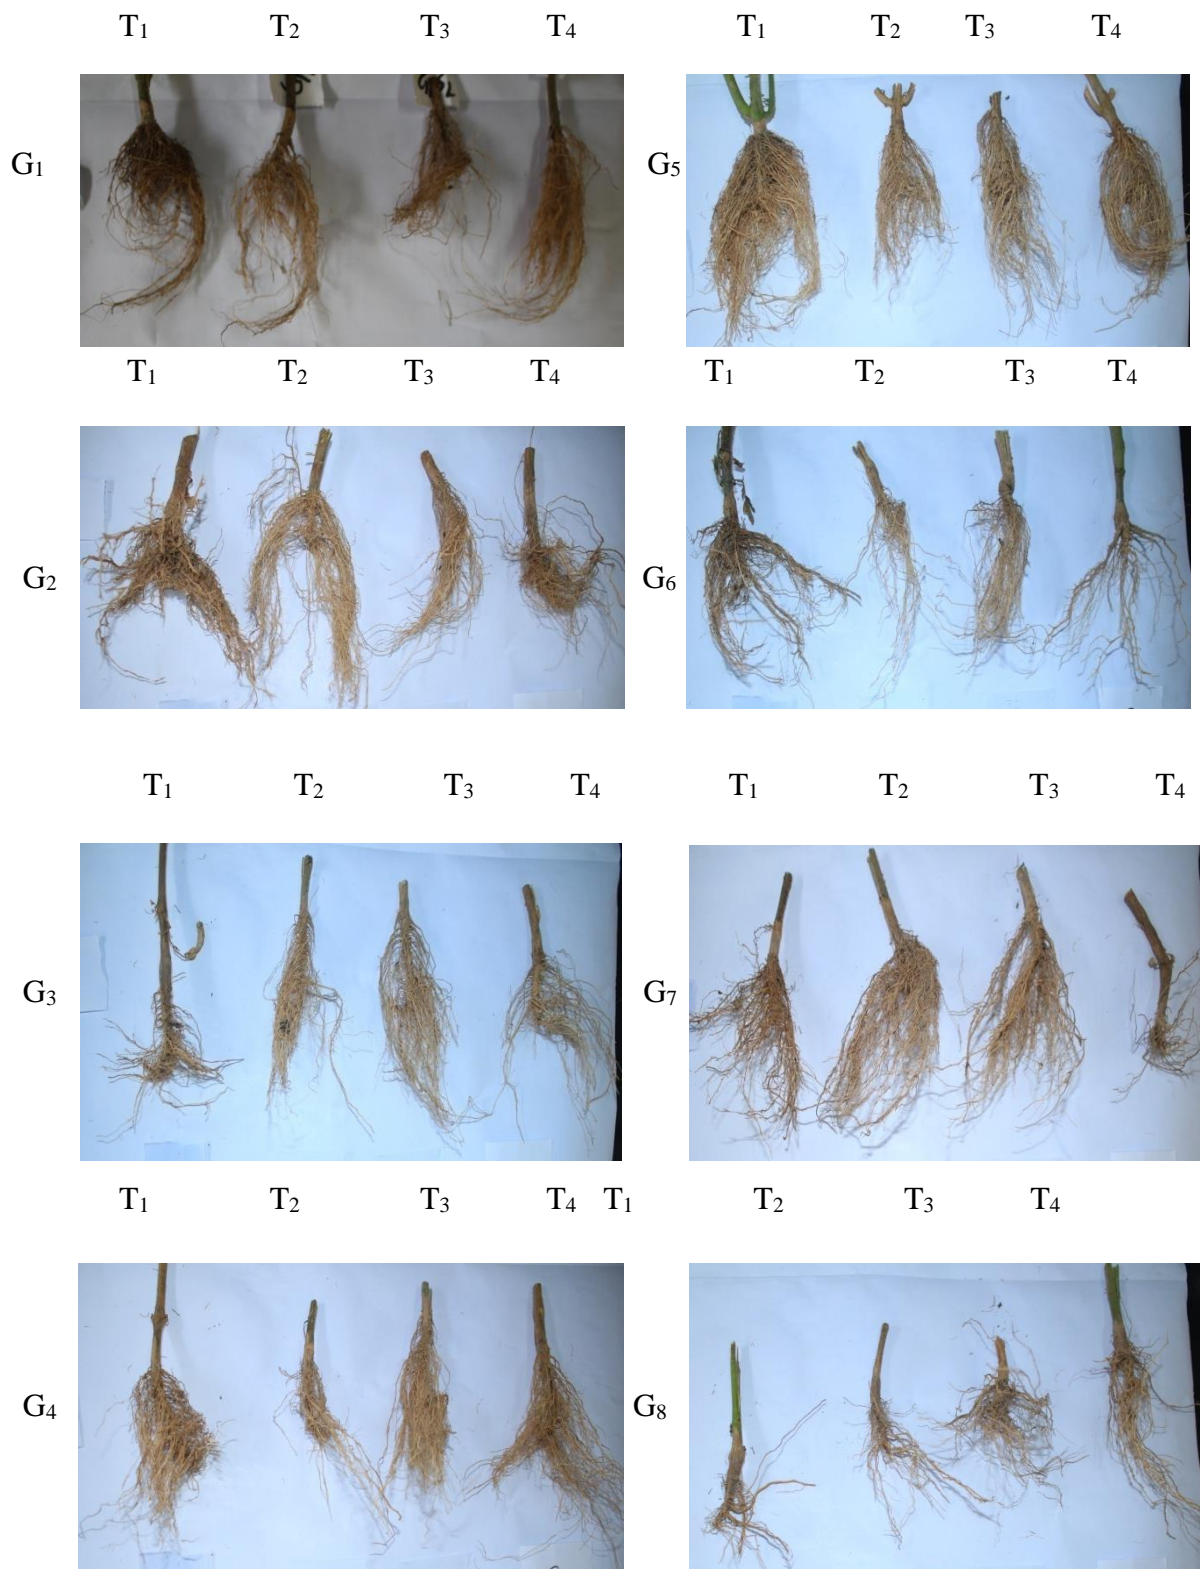 T₁ T₂ T₃ T₄ T₁ T₂ T₃ T₄
G₁ G₅
T₁ T₂ T₃ T₄ T₁ T₂ T₃ T₄
G₂ G₆
T₁ T₂ T₃ T₄ T₁ T₂ T₃ T₄
G₃ G₇
T₁ T₂ T₃ T₄ T₁ T₂ T₃ T₄
G₄ G₈